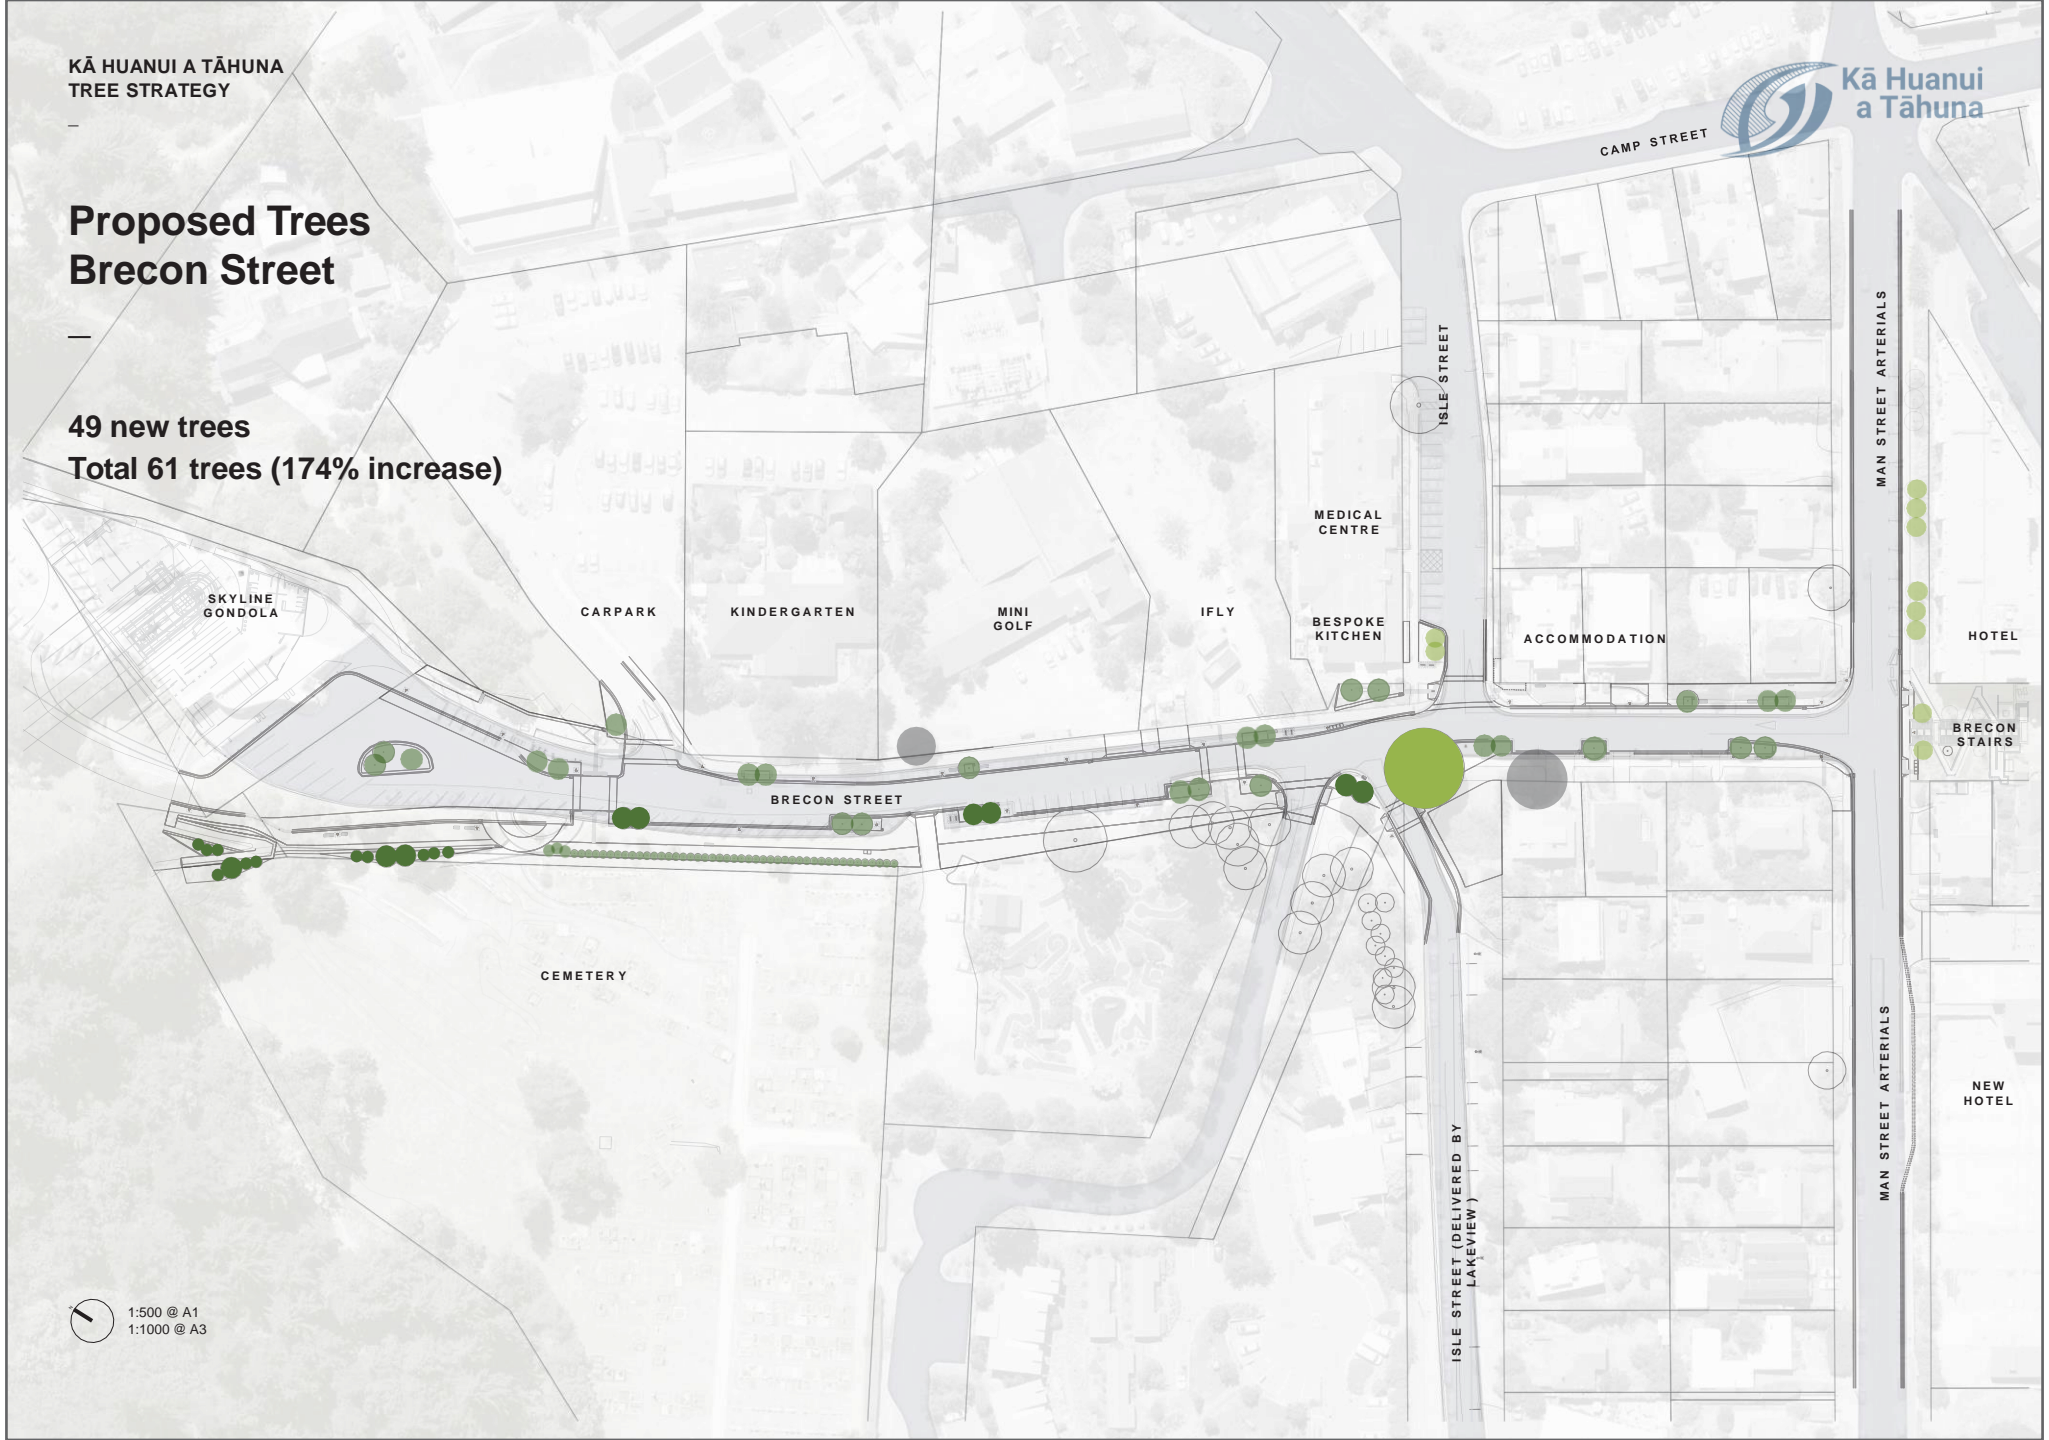 KĀ HUANUI A TĀHUNA
TREE STRATEGY
–
Kā Huanui
a Tāhuna
CAMP STREET
Proposed Trees
Brecon Street
—
49 new trees
Total 61 trees (174% increase)
ISLE STREET
MAN STREET ARTERIALS
MEDICAL
CENTRE
SKYLINE
GONDOLA
CARPARK
KINDERGARTEN
MINI
GOLF
IFLY
BESPOKE
KITCHEN
ACCOMMODATION
HOTEL
BRECON
STAIRS
BRECON STREET
CEMETERY
MAN STREET ARTERIALS
NEW
HOTEL
ISLE STREET (DELIVERED BY
LAKEVIEW )
1:500 @ A1
1:1000 @ A3